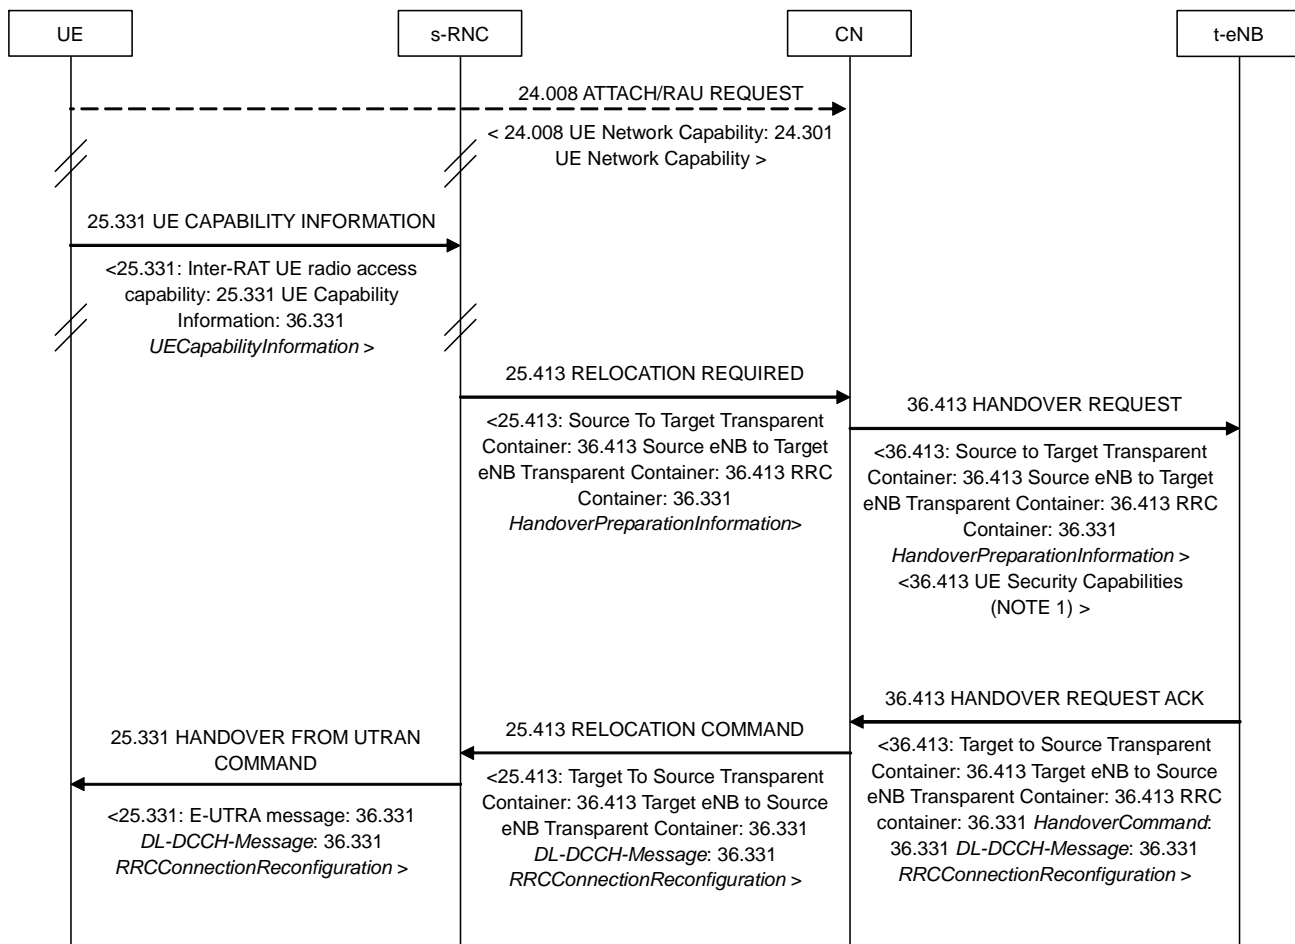 UE
s-RNC
CN
t-eNB
24.008 ATTACH/RAU REQUEST
< 24.008 UE Network Capability: 24.301
UE Network Capability >
25.331 UE CAPABILITY INFORMATION
<25.331: Inter-RAT UE radio access
capability: 25.331 UE Capability
Information: 36.331
UECapabilityInformation >
25.413 RELOCATION REQUIRED
<25.413: Source To Target Transparent
Container: 36.413 Source eNB to Target
eNB Transparent Container: 36.413 RRC
Container: 36.331
HandoverPreparationInformation>
36.413 HANDOVER REQUEST
<36.413: Source to Target Transparent
Container: 36.413 Source eNB to Target
eNB Transparent Container: 36.413 RRC
Container: 36.331
HandoverPreparationInformation >
<36.413 UE Security Capabilities
(NOTE 1) >
36.413 HANDOVER REQUEST ACK
<36.413: Target to Source Transparent
Container: 36.413 Target eNB to Source
eNB Transparent Container: 36.413 RRC
container: 36.331 HandoverCommand:
36.331 DL-DCCH-Message: 36.331
RRCConnectionReconfiguration >
25.413 RELOCATION COMMAND
<25.413: Target To Source Transparent
Container: 36.413 Target eNB to Source
eNB Transparent Container: 36.331
DL-DCCH-Message: 36.331
RRCConnectionReconfiguration >
25.331 HANDOVER FROM UTRAN
COMMAND
<25.331: E-UTRA message: 36.331
DL-DCCH-Message: 36.331
RRCConnectionReconfiguration >